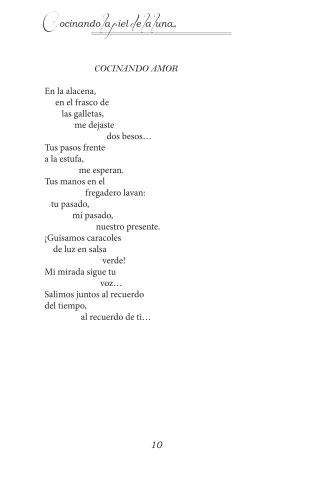 Cocinando la piel de la luna...
COCINANDO AMOR
En la alacena,
en el frasco de
las galletas,
me dejaste
dos besos…
Tus pasos frente
a la estufa,
me esperan.
Tus manos en el
fregadero lavan:
tu pasado,
mi pasado,
nuestro presente.
¡Guisamos caracoles
de luz en salsa
verde!
Mi mirada sigue tu
voz…
Salimos juntos al recuerdo
del tiempo,
al recuerdo de ti…
10